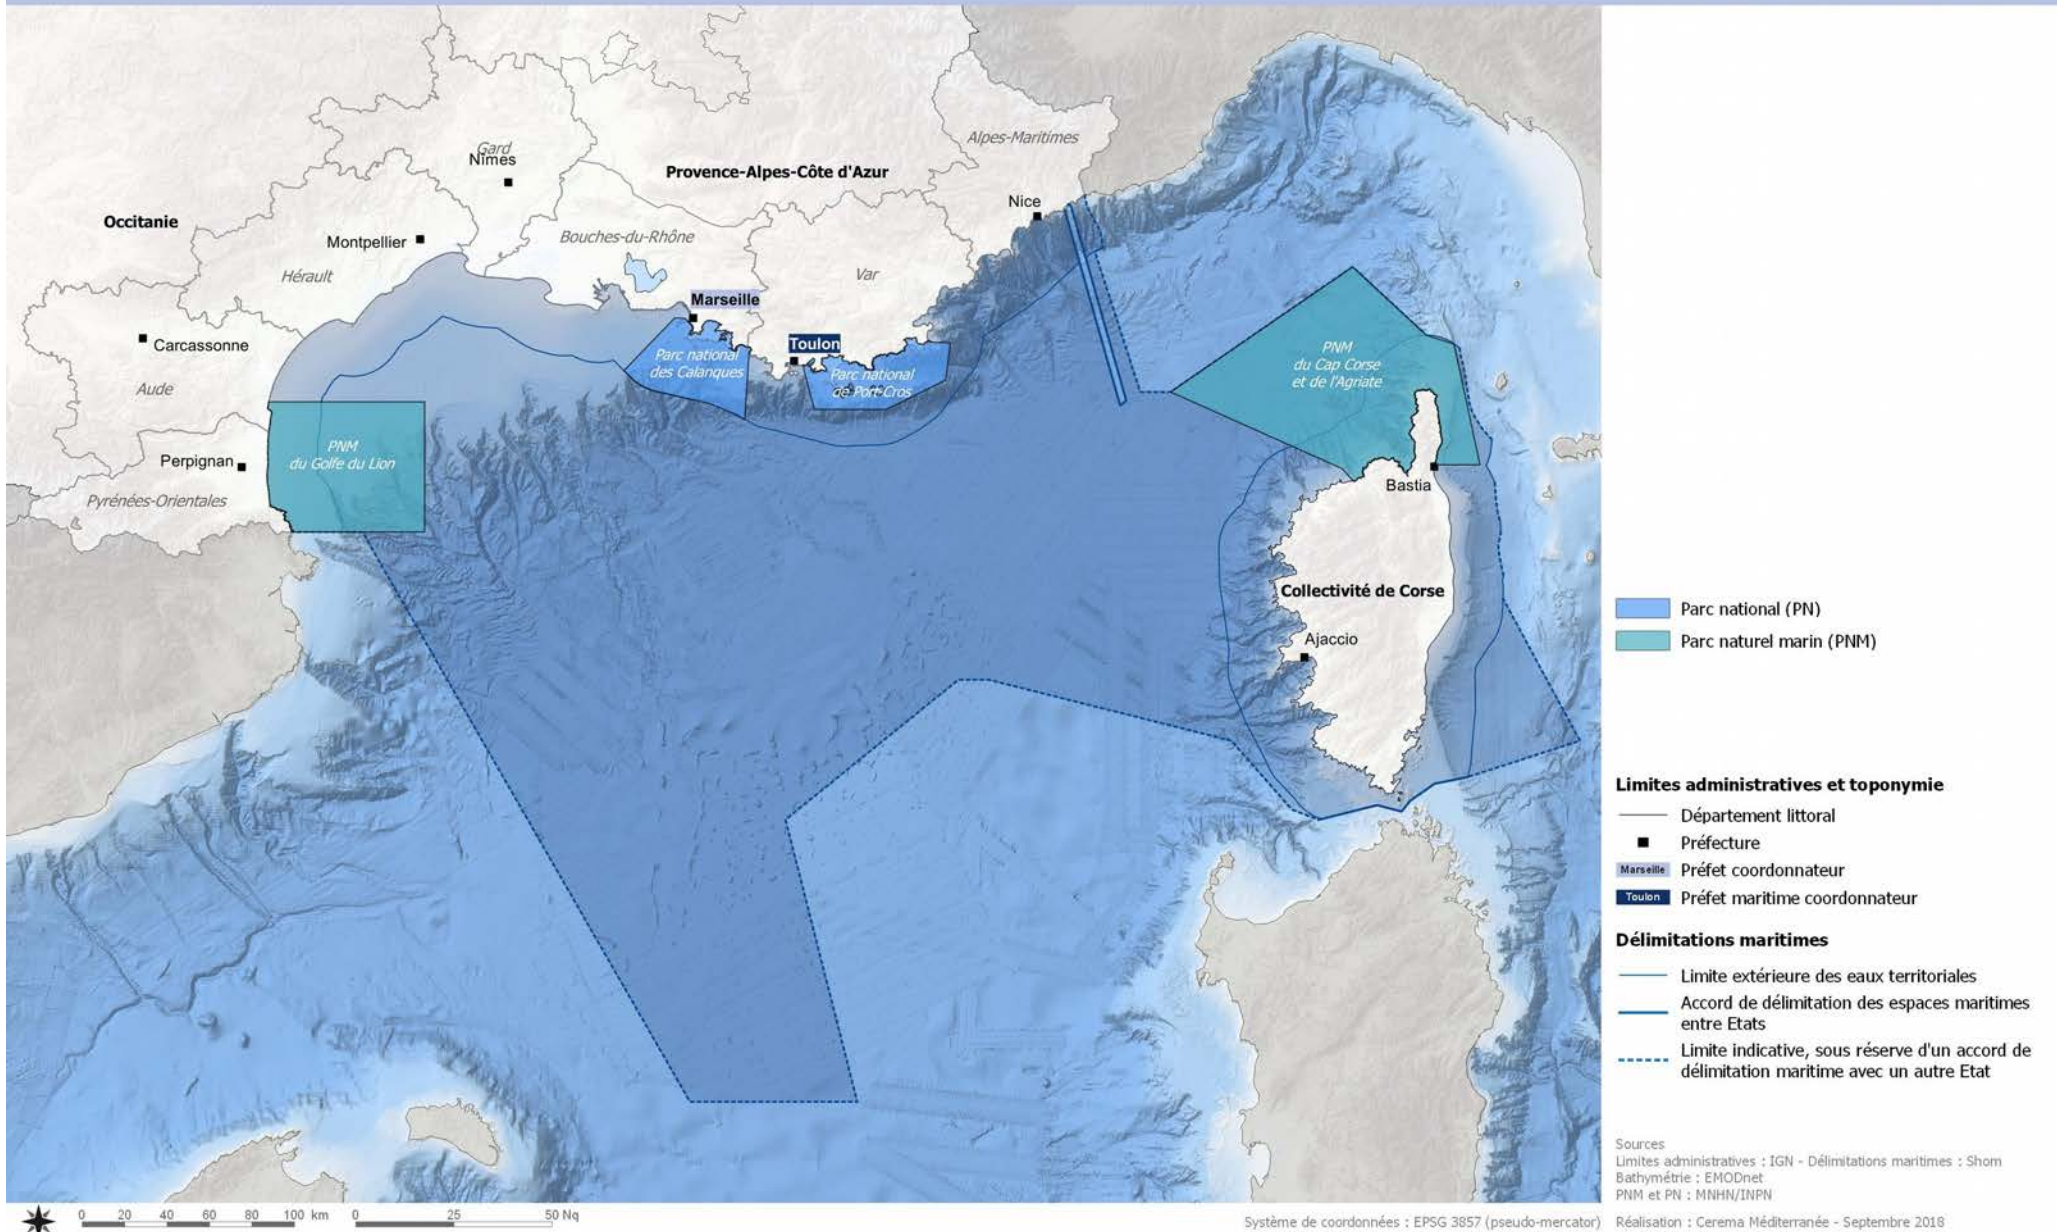 Alpes-Maritimes
Gard
Nîmes
Provence-Alpes-Côte d'Azur
Nice
Occitanie
Montpellier
Bouches-du-Rhône
Hérault
Var
Marseille
Carcassonne
Toulon
Parc national
des Calanques
Parc national
de Port-Cros
PNM
du Cap Corse
et de l'Agriate
Aude
PNM
du Golfe du Lion
Perpignan
Pyrénées-Orientales
Bastia
Collectivité de Corse
Ajaccio
Parc national (PN)
Parc naturel marin (PNM)
Limites administratives et toponymie
Département littoral
Préfecture
Marseille Préfet coordonnateur
Toulon Préfet maritime coordonnateur
Délimitations maritimes
Limite extérieure des eaux territoriales
Accord de délimitation des espaces maritimes
entre Etats
Limite indicative, sous réserve d'un accord de
délimitation maritime avec un autre Etat
Sources
Limites administratives : IGN - Délimitations maritimes : Shom
Bathymétrie : EMODnet
PNM et PN : MNHN/INPN
0 20 40 60 80 100 km 0 25 50 Nq
Système de coordonnées : EPSG 3857 (pseudo-mercator) Réalisation : Cerema Méditerranée - Septembre 2018